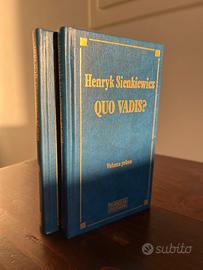 Henryk Sienkiewicz
QUO VADIS?
Volume primo
subito